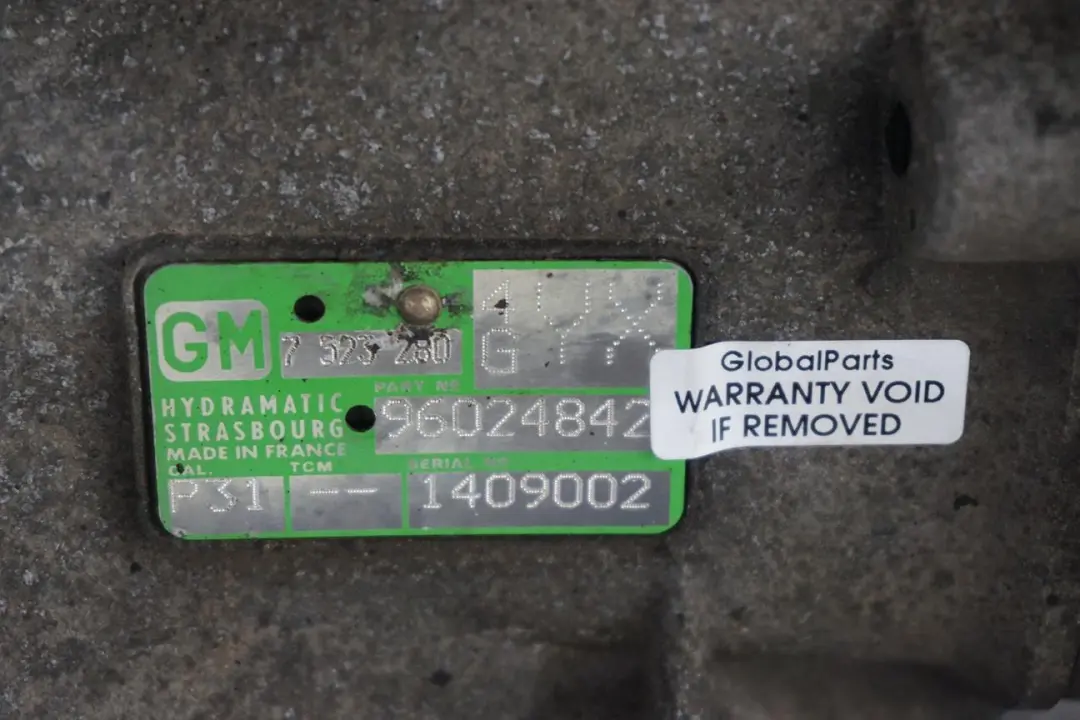 GM
7 523 280
4UX
GYX
PART NO
96024842
HYDRAMATIC
STRASBOURG
MADE IN FRANCE
CAL.
TCM
SERIAL NO
P31
--
1409002
GlobalParts
WARRANTY VOID
IF REMOVED